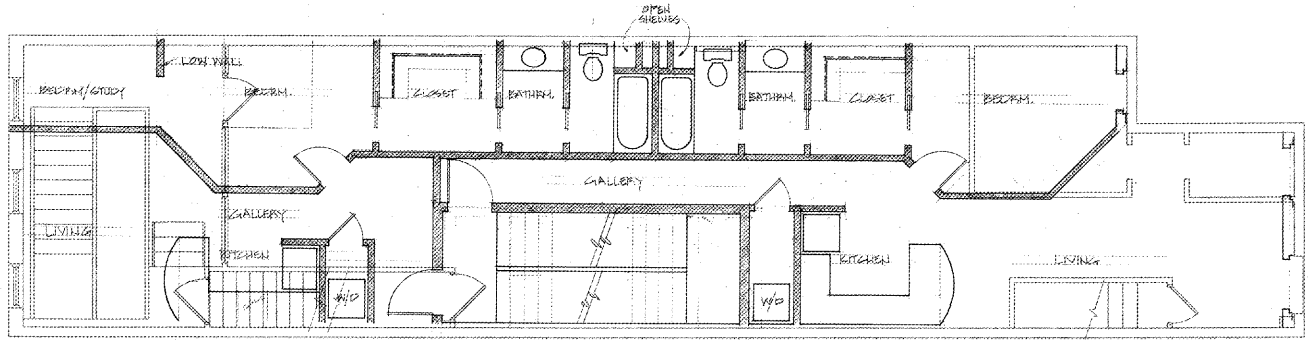 OPEN
SHELVES
LOW WALL
BEDRM/STUDY
BEDRM.
CLOSET
BATHRM.
BATHRM.
CLOSET
BEDRM.
GALLERY
GALLERY
LIVING
KITCHEN
W/D
W/D
KITCHEN
LIVING